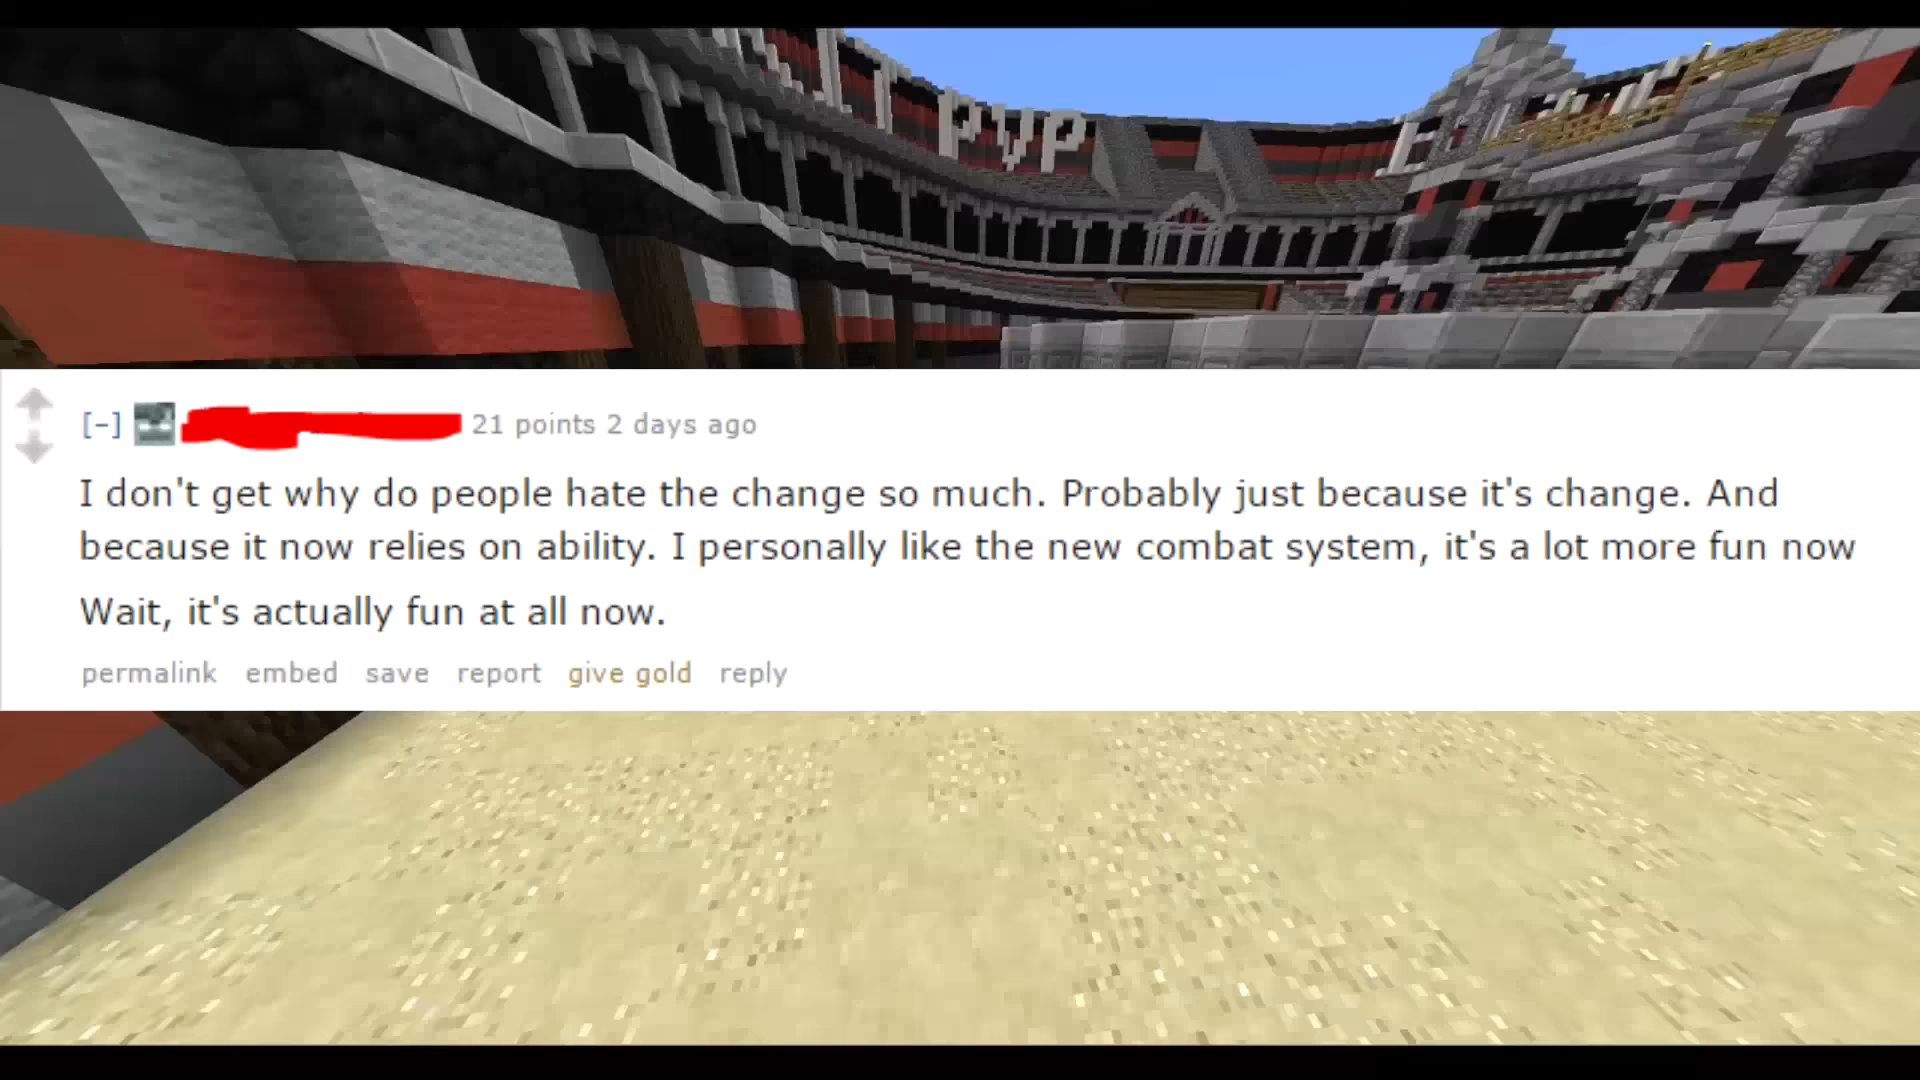 PVP
[-] 21 points 2 days ago
I don't get why do people hate the change so much. Probably just because it's change. And
because it now relies on ability. I personally like the new combat system, it's a lot more fun now
Wait, it's actually fun at all now.
permalink embed save report give gold reply